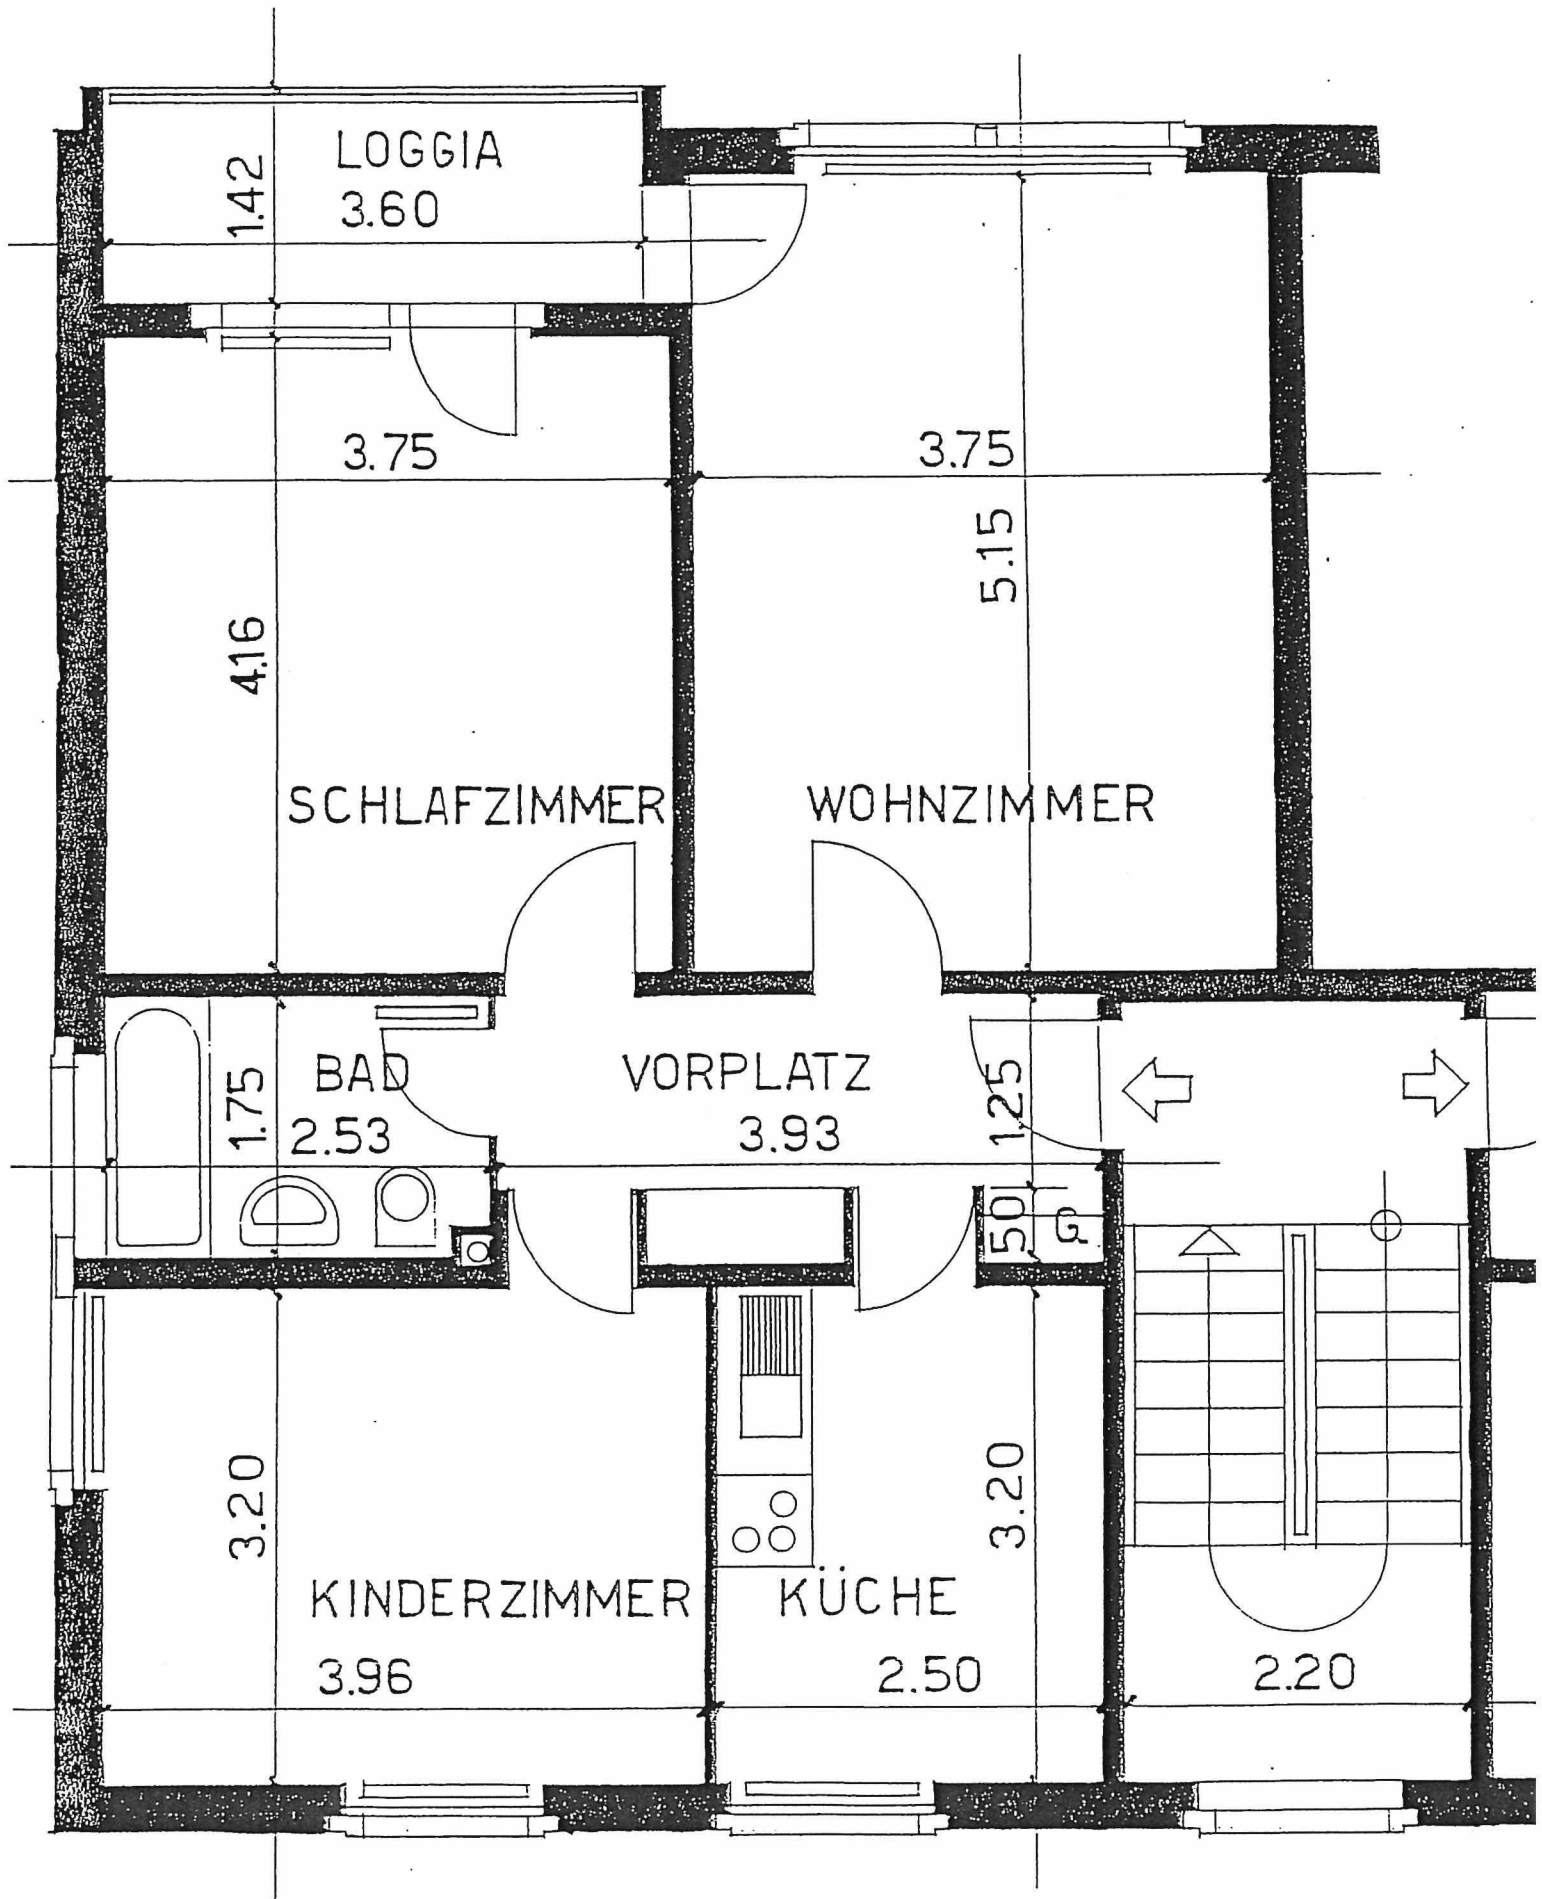 LOGGIA
1.42
3.60
3.75
3.75
5.15
4.16
SCHLAFZIMMER
WOHNZIMMER
BAD
VORPLATZ
1.75
2.53
3.93
1.25
50
G
3.20
3.20
KINDERZIMMER
KÜCHE
3.96
2.50
2.20